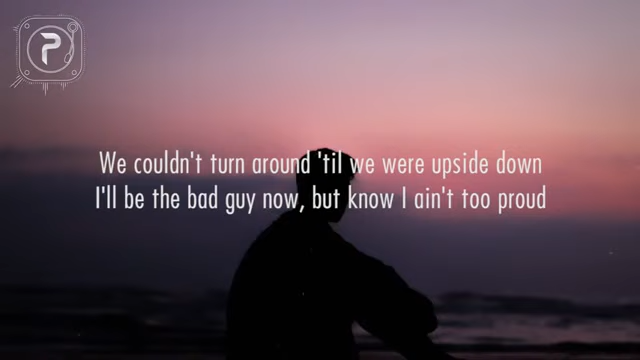 P
We couldn't turn around 'til we were upside down
I'll be the bad guy now, but know I ain't too proud